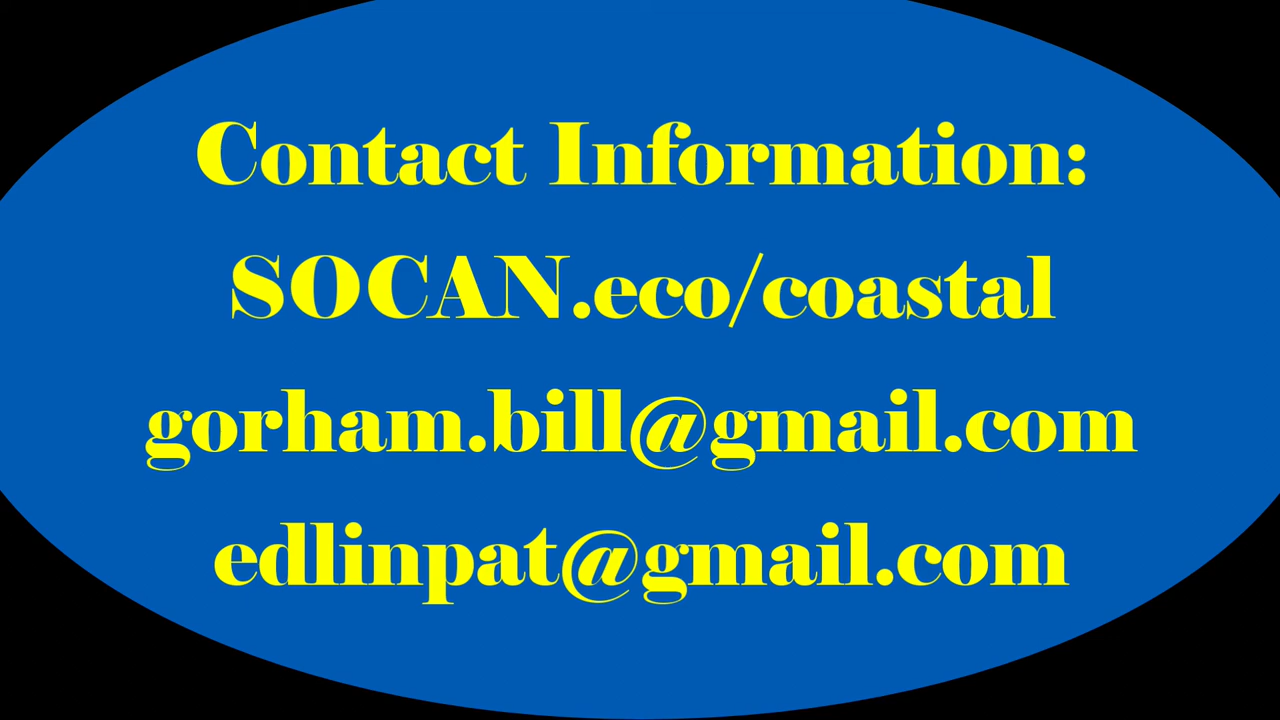 Contact Information:
SOCAN.eco/coastal
gorham.bill@gmail.com
edlinpat@gmail.com